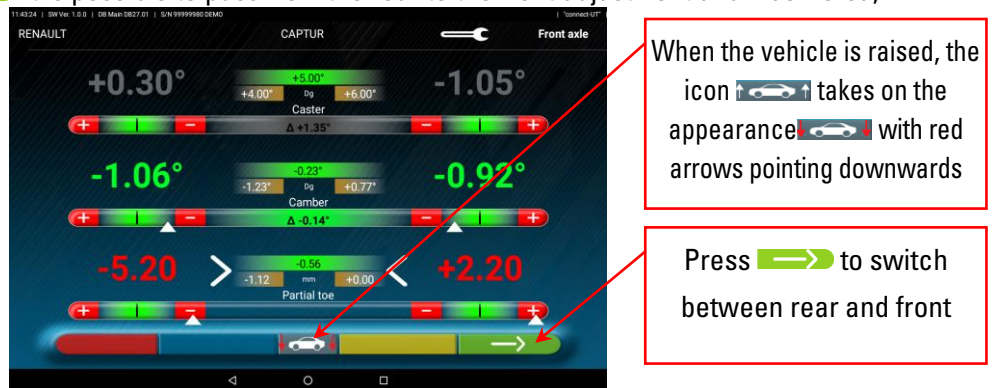 11:43:24 | SW Ver. 1.0.0 | DB Main DB27.01 | S/N 99999980 DEMO | "connect-UT"
RENAULT CAPTUR Front axle
+0.30° +5.00° -1.05°
+4.00° Dg +6.00°
Caster
+ - Δ +1.35° - +
-1.06° -0.23° -0.92°
-1.23° Dg +0.77°
Camber
+ - Δ -0.14° - +
-5.20 -0.56 +2.20
-1.12 mm +0.00
Partial toe
+ - - +
When the vehicle is raised, the
icon takes on the
appearance with red
arrows pointing downwards
Press to switch
between rear and front